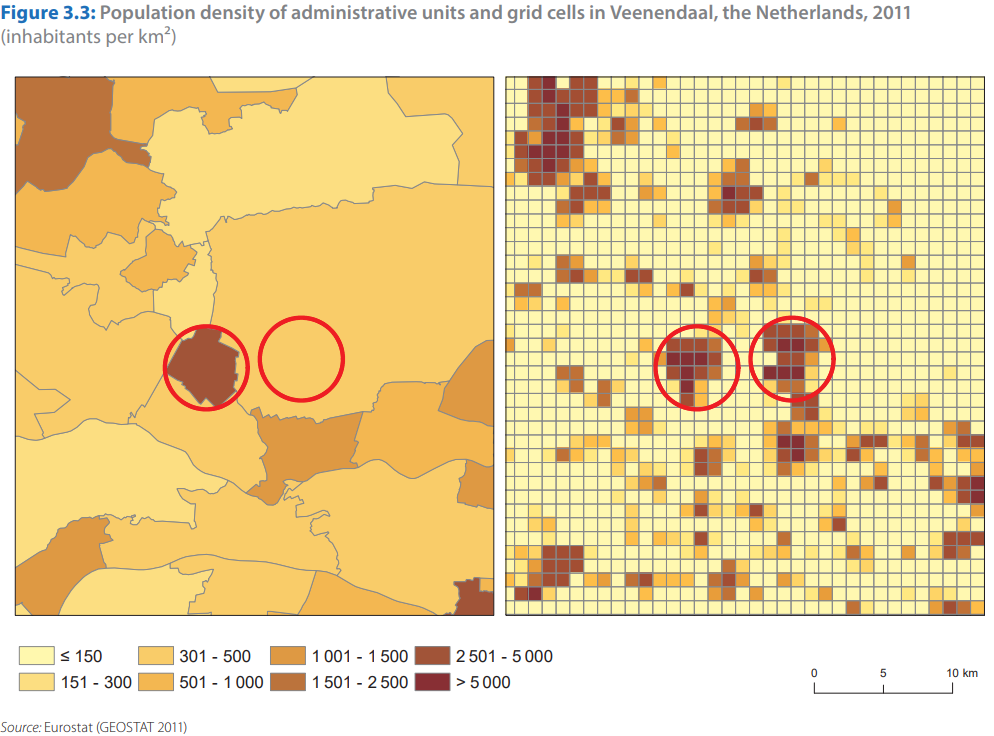 Figure 3.3: Population density of administrative units and grid cells in Veenendaal, the Netherlands, 2011
(inhabitants per km²)
≤ 150
301 - 500
1 001 - 1 500
2 501 - 5 000
151 - 300
501 - 1 000
1 501 - 2 500
> 5 000
0 5 10 km
Source: Eurostat (GEOSTAT 2011)